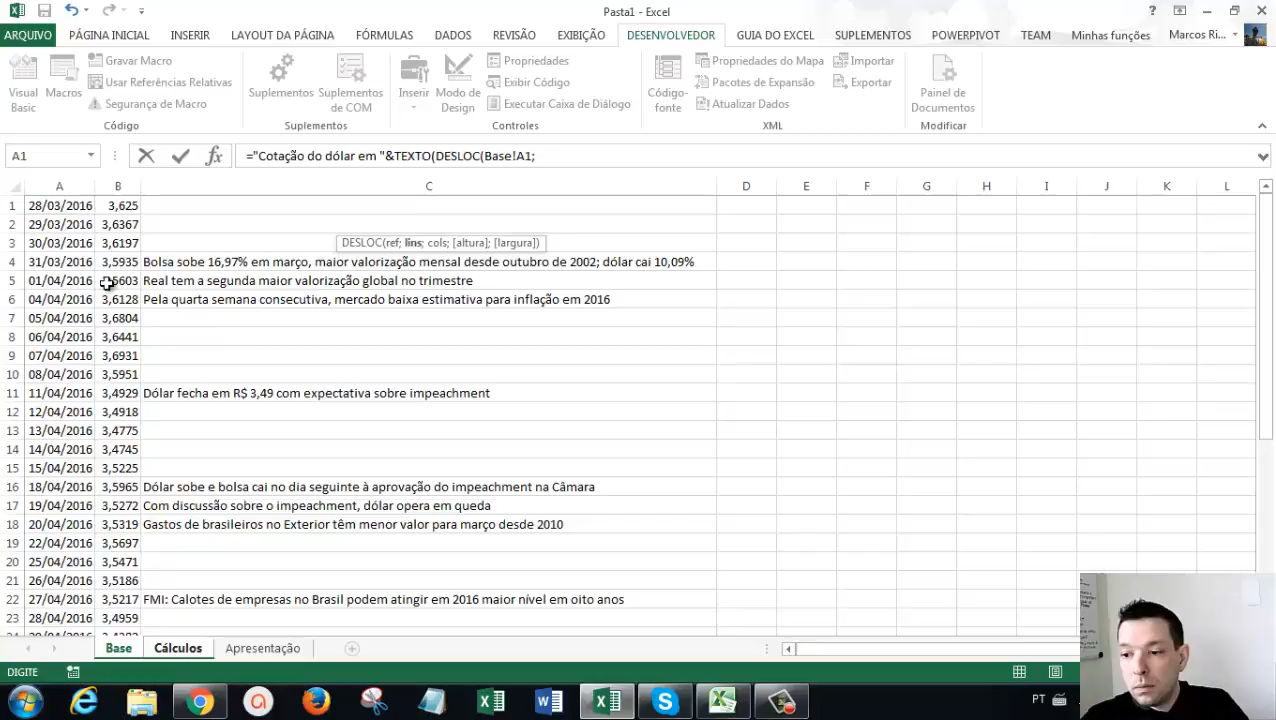 Pasta1 - Excel
ARQUIVO PÁGINA INICIAL INSERIR LAYOUT DA PÁGINA FÓRMULAS DADOS REVISÃO EXIBIÇÃO DESENVOLVEDOR GUIA DO EXCEL SUPLEMENTOS POWERPIVOT TEAM Minhas funções Marcos Ri...
Visual Basic
Macros
Gravar Macro
Usar Referências Relativas
Segurança de Macro
Código
Suplementos
Suplementos de COM
Suplementos
Inserir
Modo de Design
Propriedades
Exibir Código
Executar Caixa de Diálogo
Controles
Código-fonte
Propriedades do Mapa
Pacotes de Expansão
Atualizar Dados
Importar
Exportar
XML
Painel de Documentos
Modificar
A1 fx ="Cotação do dólar em "&TEXTO(DESLOC(Base!A1;
A B C D E F G H I J K L
1 28/03/2016 3,625
2 29/03/2016 3,6367
3 30/03/2016 3,6197
DESLOC(ref; lins; cols; [altura]; [largura])
4 31/03/2016 3,5935 Bolsa sobe 16,97% em março, maior valorização mensal desde outubro de 2002; dólar cai 10,09%
5 01/04/2016 5603 Real tem a segunda maior valorização global no trimestre
6 04/04/2016 3,6128 Pela quarta semana consecutiva, mercado baixa estimativa para inflação em 2016
7 05/04/2016 3,6804
8 06/04/2016 3,6441
9 07/04/2016 3,6931
10 08/04/2016 3,5951
11 11/04/2016 3,4929 Dólar fecha em R$ 3,49 com expectativa sobre impeachment
12 12/04/2016 3,4918
13 13/04/2016 3,4775
14 14/04/2016 3,4745
15 15/04/2016 3,5225
16 18/04/2016 3,5965 Dólar sobe e bolsa cai no dia seguinte à aprovação do impeachment na Câmara
17 19/04/2016 3,5272 Com discussão sobre o impeachment, dólar opera em queda
18 20/04/2016 3,5319 Gastos de brasileiros no Exterior têm menor valor para março desde 2010
19 22/04/2016 3,5697
20 25/04/2016 3,5471
21 26/04/2016 3,5186
22 27/04/2016 3,5217 FMI: Calotes de empresas no Brasil podem atingir em 2016 maior nível em oito anos
23 28/04/2016 3,4959
Base Cálculos Apresentação
DIGITE
PT